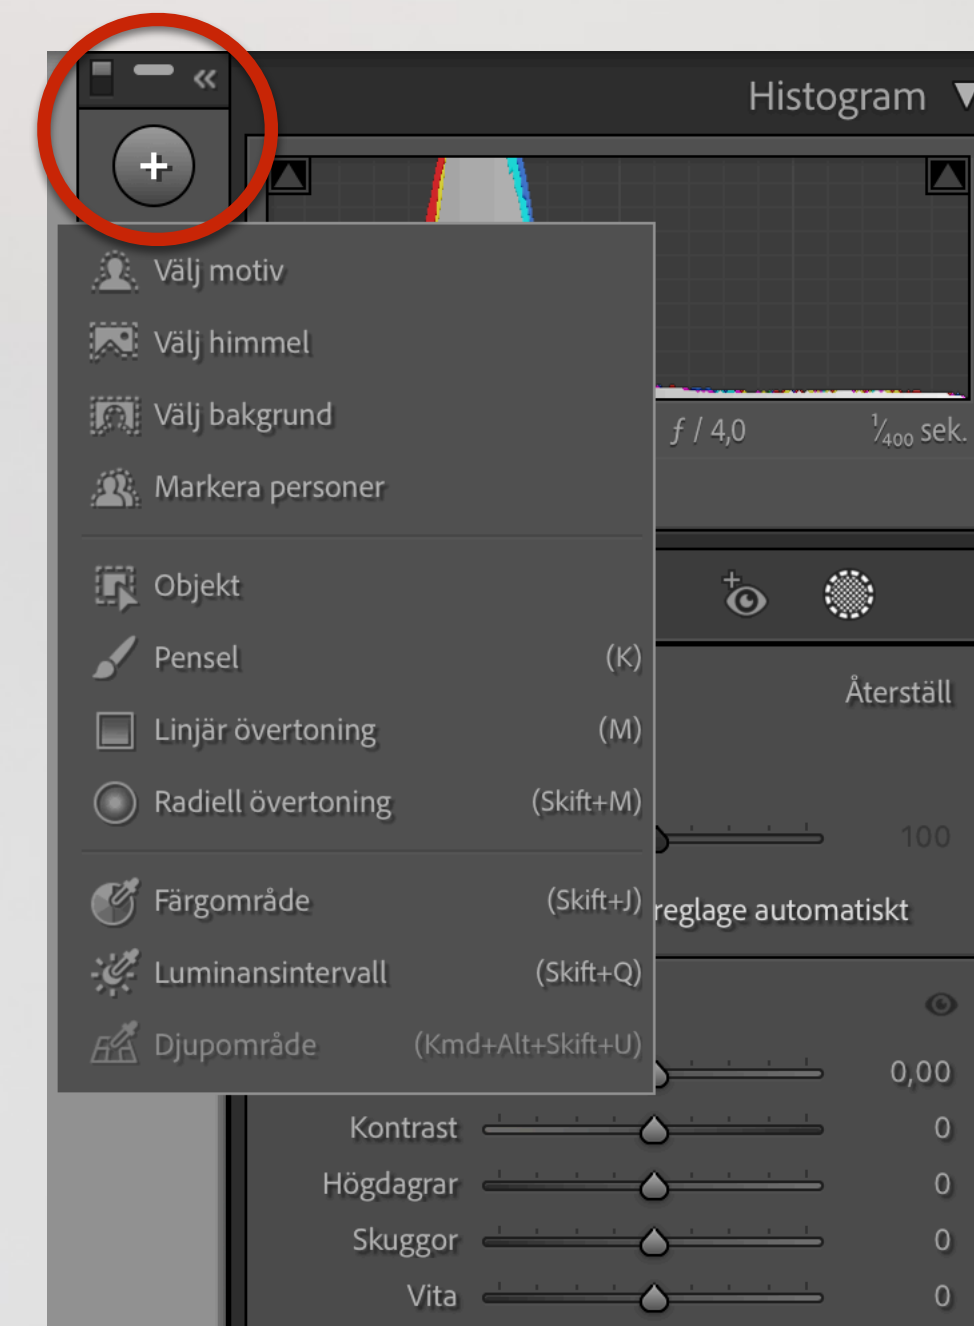 Histogram
Välj motiv
Välj himmel
Välj bakgrund
Markera personer
ƒ / 4,0 1/400 sek.
Objekt
Pensel (K)
Linjär övertoning (M)
Radiell övertoning (Skift+M)
Återställ
100
Färgområde (Skift+J)
reglage automatiskt
Luminansintervall (Skift+Q)
Djupområde (Kmd+Alt+Skift+U)
0,00
Kontrast 0
Högdagrar 0
Skuggor 0
Vita 0